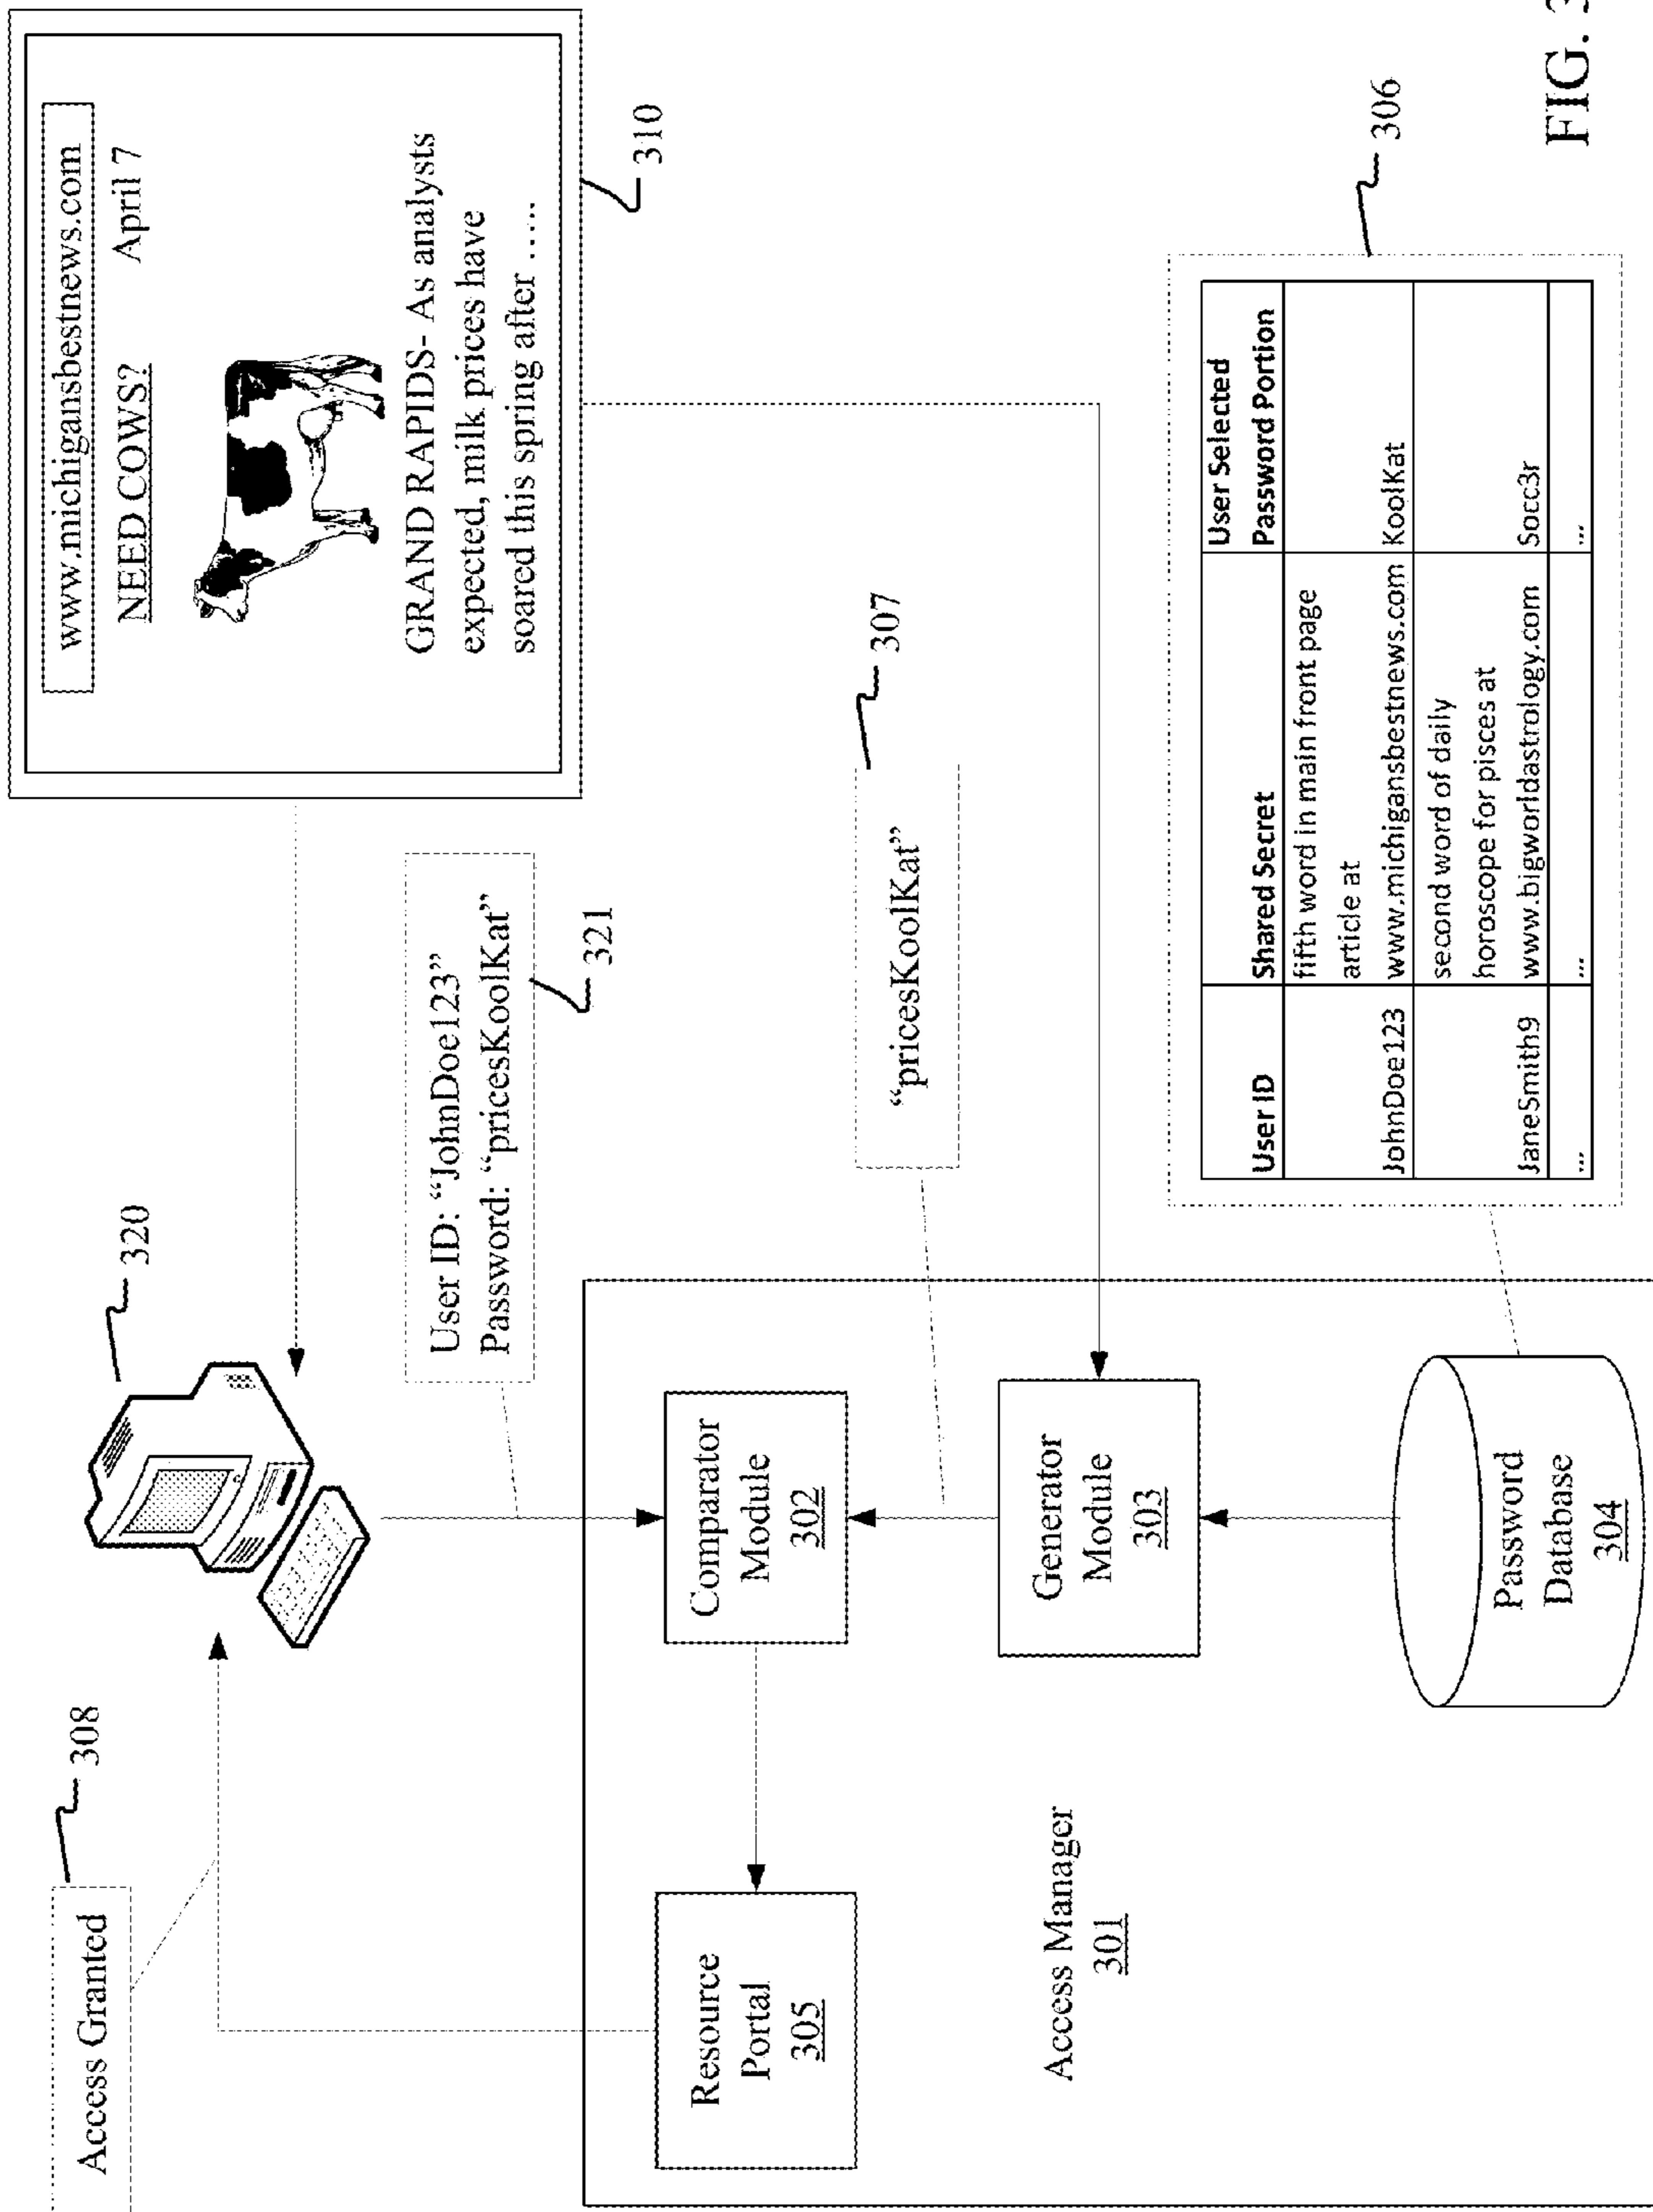 Access Granted
308
320
www.michigansbestnews.com
NEED COWS? April 7
GRAND RAPIDS- As analysts
expected, milk prices have
soared this spring after .....
310
User ID: “JohnDoe123”
Password: “pricesKoolKat”
321
Resource
Portal
305
Comparator
Module
302
“pricesKoolKat”
307
Access Manager
301
Generator
Module
303
Password
Database
304
User ID Shared Secret User Selected
Password Portion
fifth word in main front page
article at
JohnDoe123 www.michigansbestnews.com KoolKat
second word of daily
horoscope for pisces at
JaneSmith9 www.bigworldastrology.com Socc3r
... ... ...
306
FIG. 3